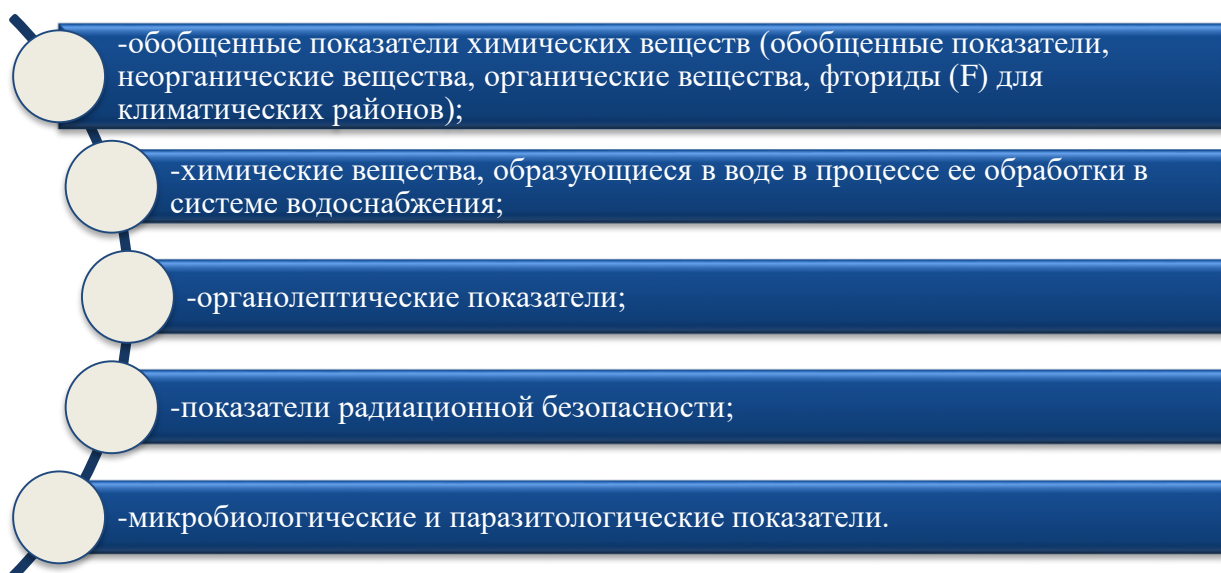 -обобщенные показатели химических веществ (обобщенные показатели,
неорганические вещества, органические вещества, фториды (F) для
климатических районов);
-химические вещества, образующиеся в воде в процессе ее обработки в
системе водоснабжения;
-органолептические показатели;
-показатели радиационной безопасности;
-микробиологические и паразитологические показатели.